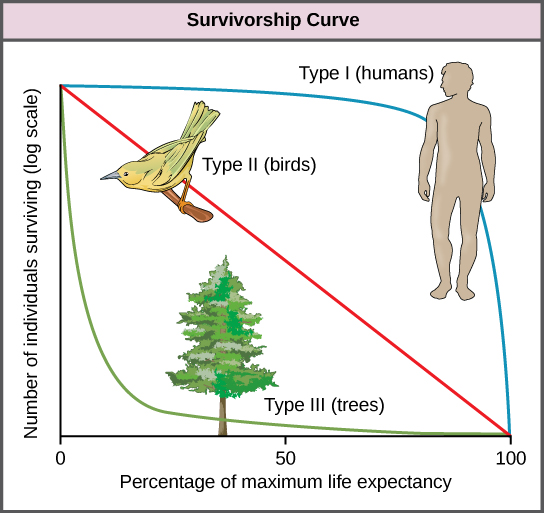 Survivorship Curve
Type I (humans)
Type II (birds)
Type III (trees)
Number of individuals surviving (log scale)
0
50
100
Percentage of maximum life expectancy